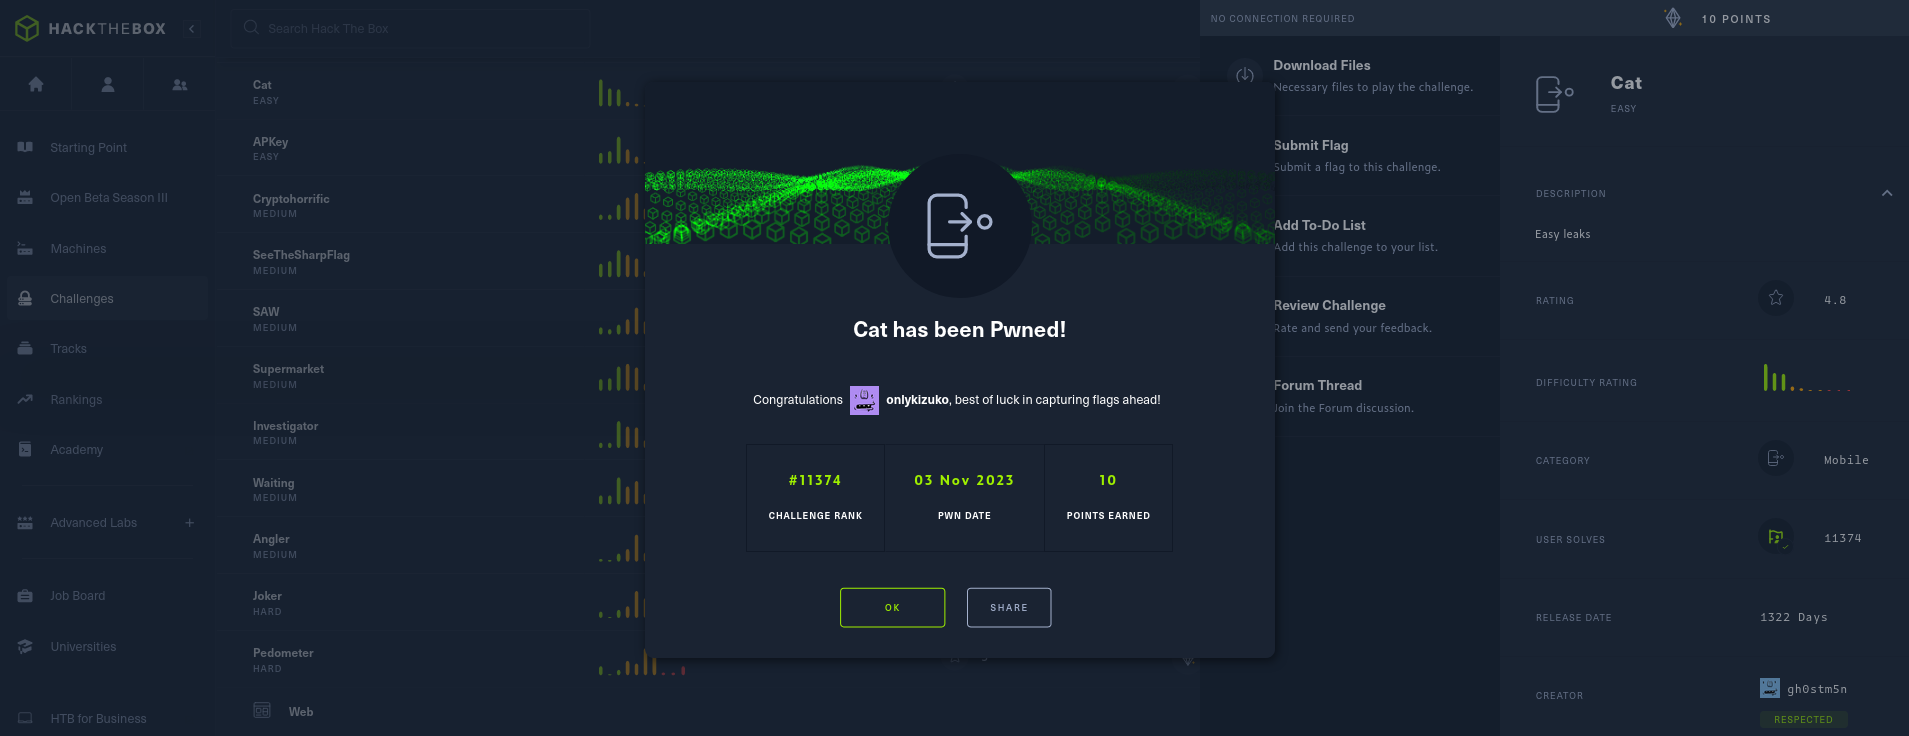 HACKTHEBOX
Search Hack The Box
Starting Point
Open Beta Season III
Machines
Challenges
Tracks
Rankings
Academy
Advanced Labs
Job Board
Universities
HTB for Business
Cat
EASY
APKey
EASY
Cryptohorrific
MEDIUM
SeeTheSharpFlag
MEDIUM
SAW
MEDIUM
Supermarket
MEDIUM
Investigator
MEDIUM
Waiting
MEDIUM
Angler
MEDIUM
Joker
HARD
Pedometer
HARD
Web
Cat has been Pwned!
Congratulations onlykizuko, best of luck in capturing flags ahead!
#11374
CHALLENGE RANK
03 Nov 2023
PWN DATE
10
POINTS EARNED
OK
SHARE
NO CONNECTION REQUIRED
10 POINTS
Download Files
Necessary files to play the challenge.
Submit Flag
Submit a flag to this challenge.
Add To-Do List
Add this challenge to your list.
Review Challenge
Rate and send your feedback.
Forum Thread
Join the Forum discussion.
Cat
EASY
DESCRIPTION
Easy leaks
RATING
4.8
DIFFICULTY RATING
CATEGORY
Mobile
USER SOLVES
11374
RELEASE DATE
1322 Days
CREATOR
gh0stm5n
RESPECTED